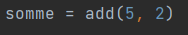 somme = add(5, 2)